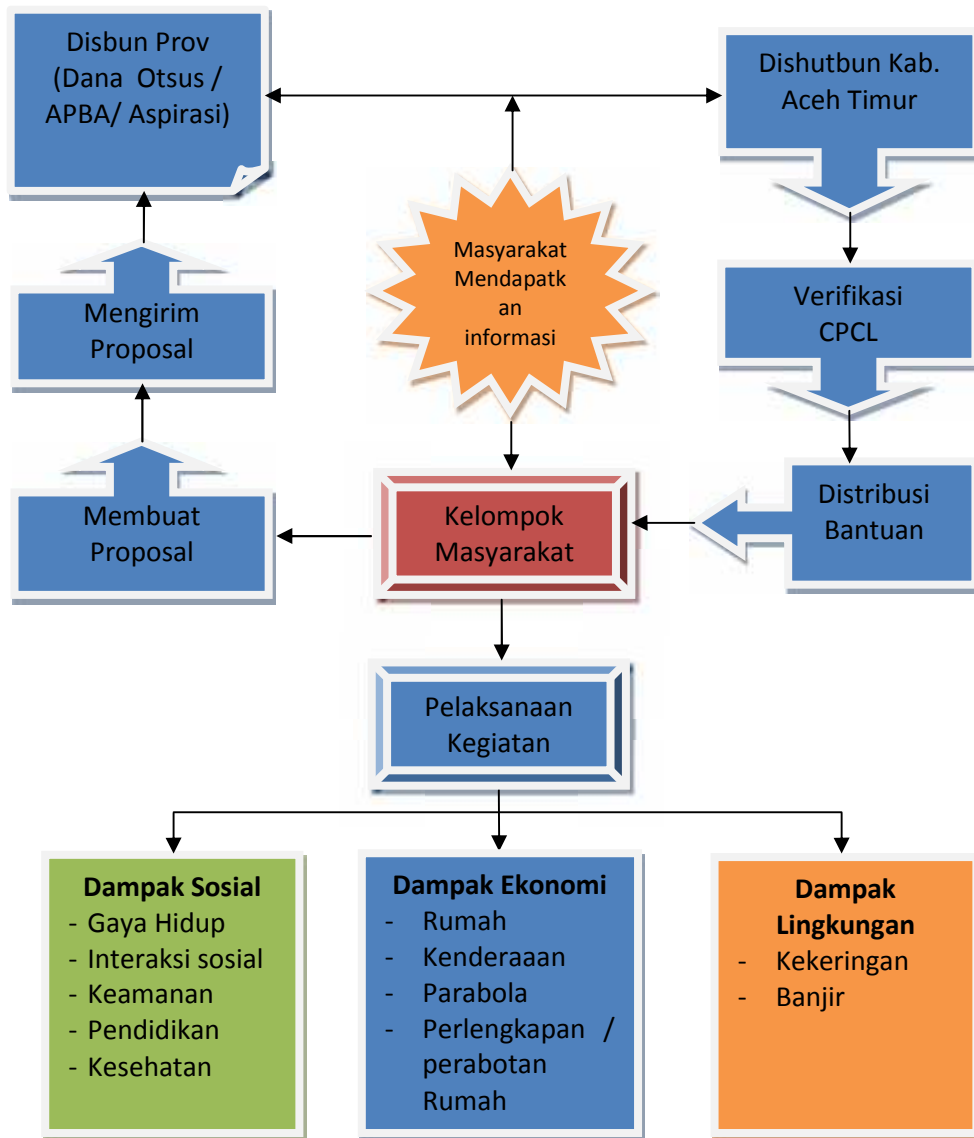 Disbun Prov
(Dana Otsus /
APBA/ Aspirasi)
Dishutbun Kab.
Aceh Timur
Masyarakat
Mendapatk
an
informasi
Mengirim
Proposal
Verifikasi
CPCL
Membuat
Proposal
Kelompok
Masyarakat
Distribusi
Bantuan
Pelaksanaan
Kegiatan
Dampak Sosial
- Gaya Hidup
- Interaksi sosial
- Keamanan
- Pendidikan
- Kesehatan
Dampak Ekonomi
- Rumah
- Kenderaaan
- Parabola
- Perlengkapan /
perabotan
Rumah
Dampak
Lingkungan
- Kekeringan
- Banjir